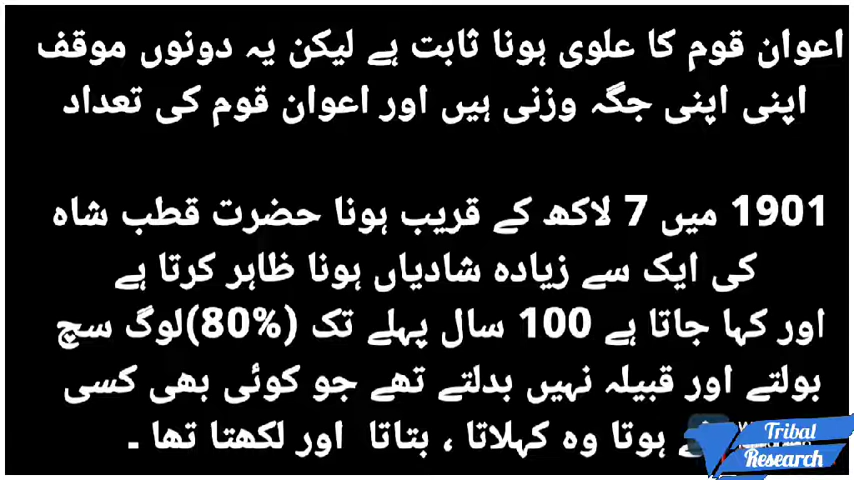 اعوان قوم کا علوی ہونا ثابت ہے لیکن یہ دونوں موقف
اپنی اپنی جگہ وزنی ہیں اور اعوان قوم کی تعداد
1901 میں 7 لاکھ کے قریب ہونا حضرت قطب شاہ
کی ایک سے زیادہ شادیاں ہونا ظاہر کرتا ہے
اور کہا جاتا ہے 100 سال پہلے تک (80%)لوگ سچ
بولتے اور قبیلہ نہیں بدلتے تھے جو کوئی بھی کسی
ہوتا وہ کہلاتا ، بتاتا اور لکھتا تھا ۔
Tribal
Research